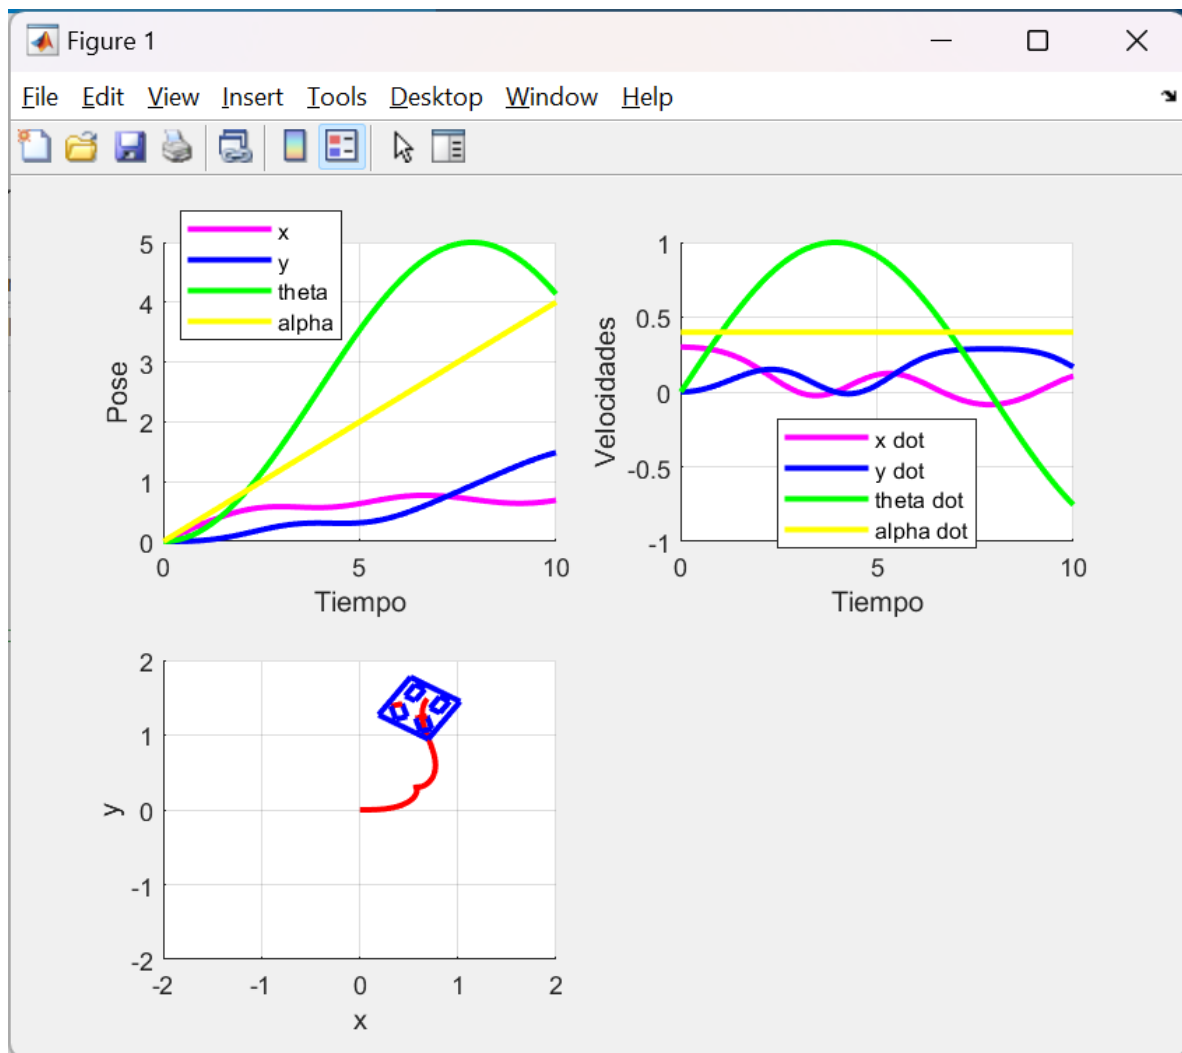 Figure 1
File Edit View Insert Tools Desktop Window Help
x
y
theta
alpha
5
4
3
2
1
0
Pose
0 5 10
Tiempo
1
0.5
0
-0.5
-1
Velocidades
x dot
y dot
theta dot
alpha dot
0 5 10
Tiempo
2
1
0
-1
-2
y
-2 -1 0 1 2
x